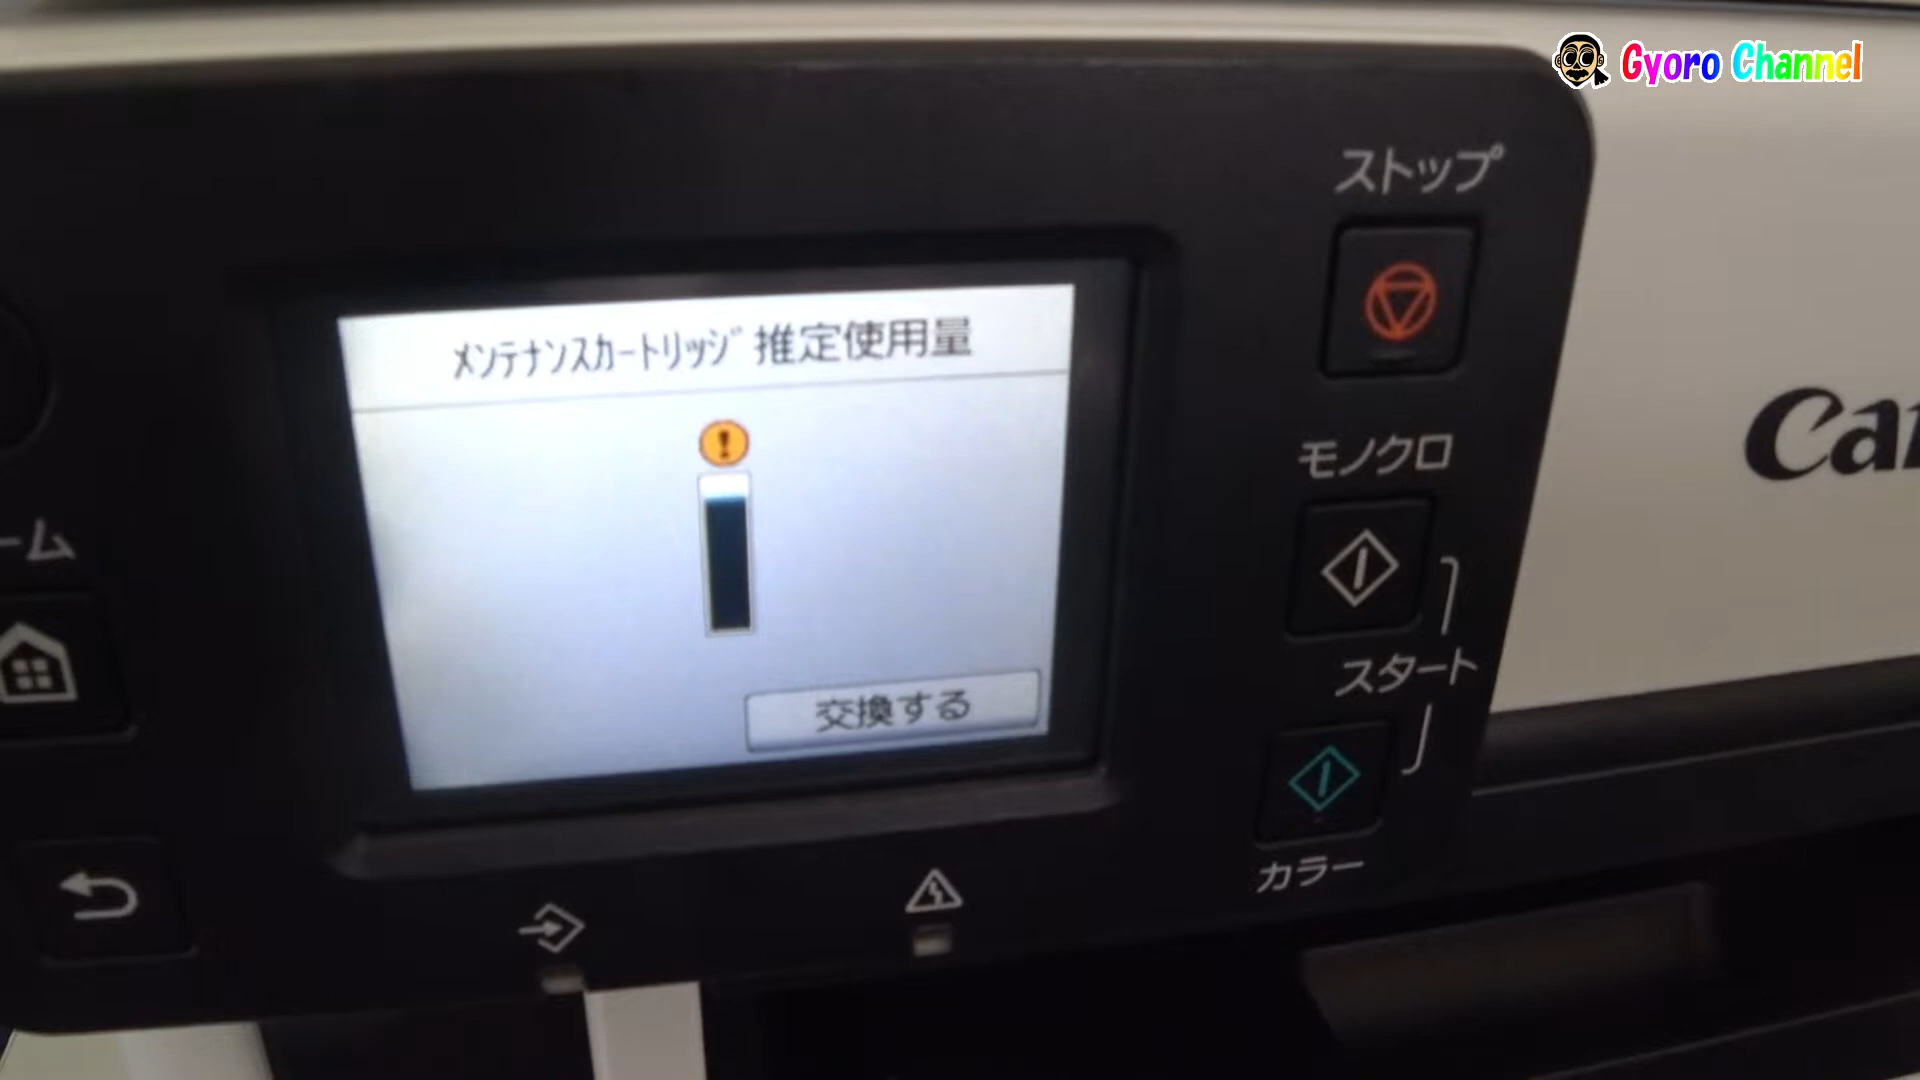 Gyoro Channel
ストップ
メンテナンスカートリッジ 推定使用量
モノクロ
スタート
交換する
カラー
ーム